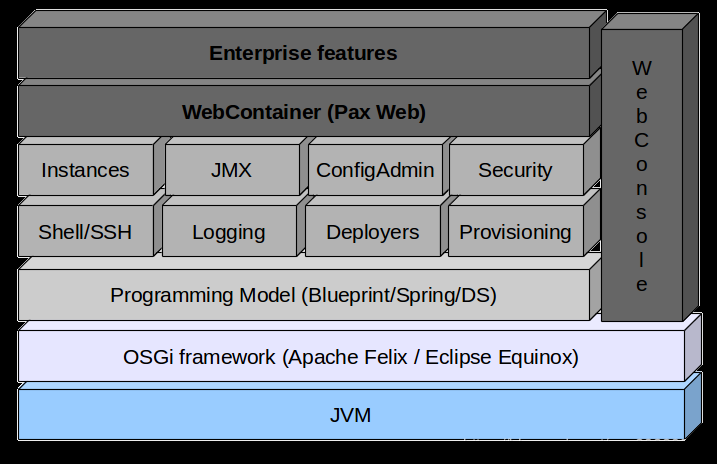 Enterprise features
WebContainer (Pax Web)
Instances
JMX
ConfigAdmin
Security
Shell/SSH
Logging
Deployers
Provisioning
Programming Model (Blueprint/Spring/DS)
OSGi framework (Apache Felix / Eclipse Equinox)
JVM
WebConsole